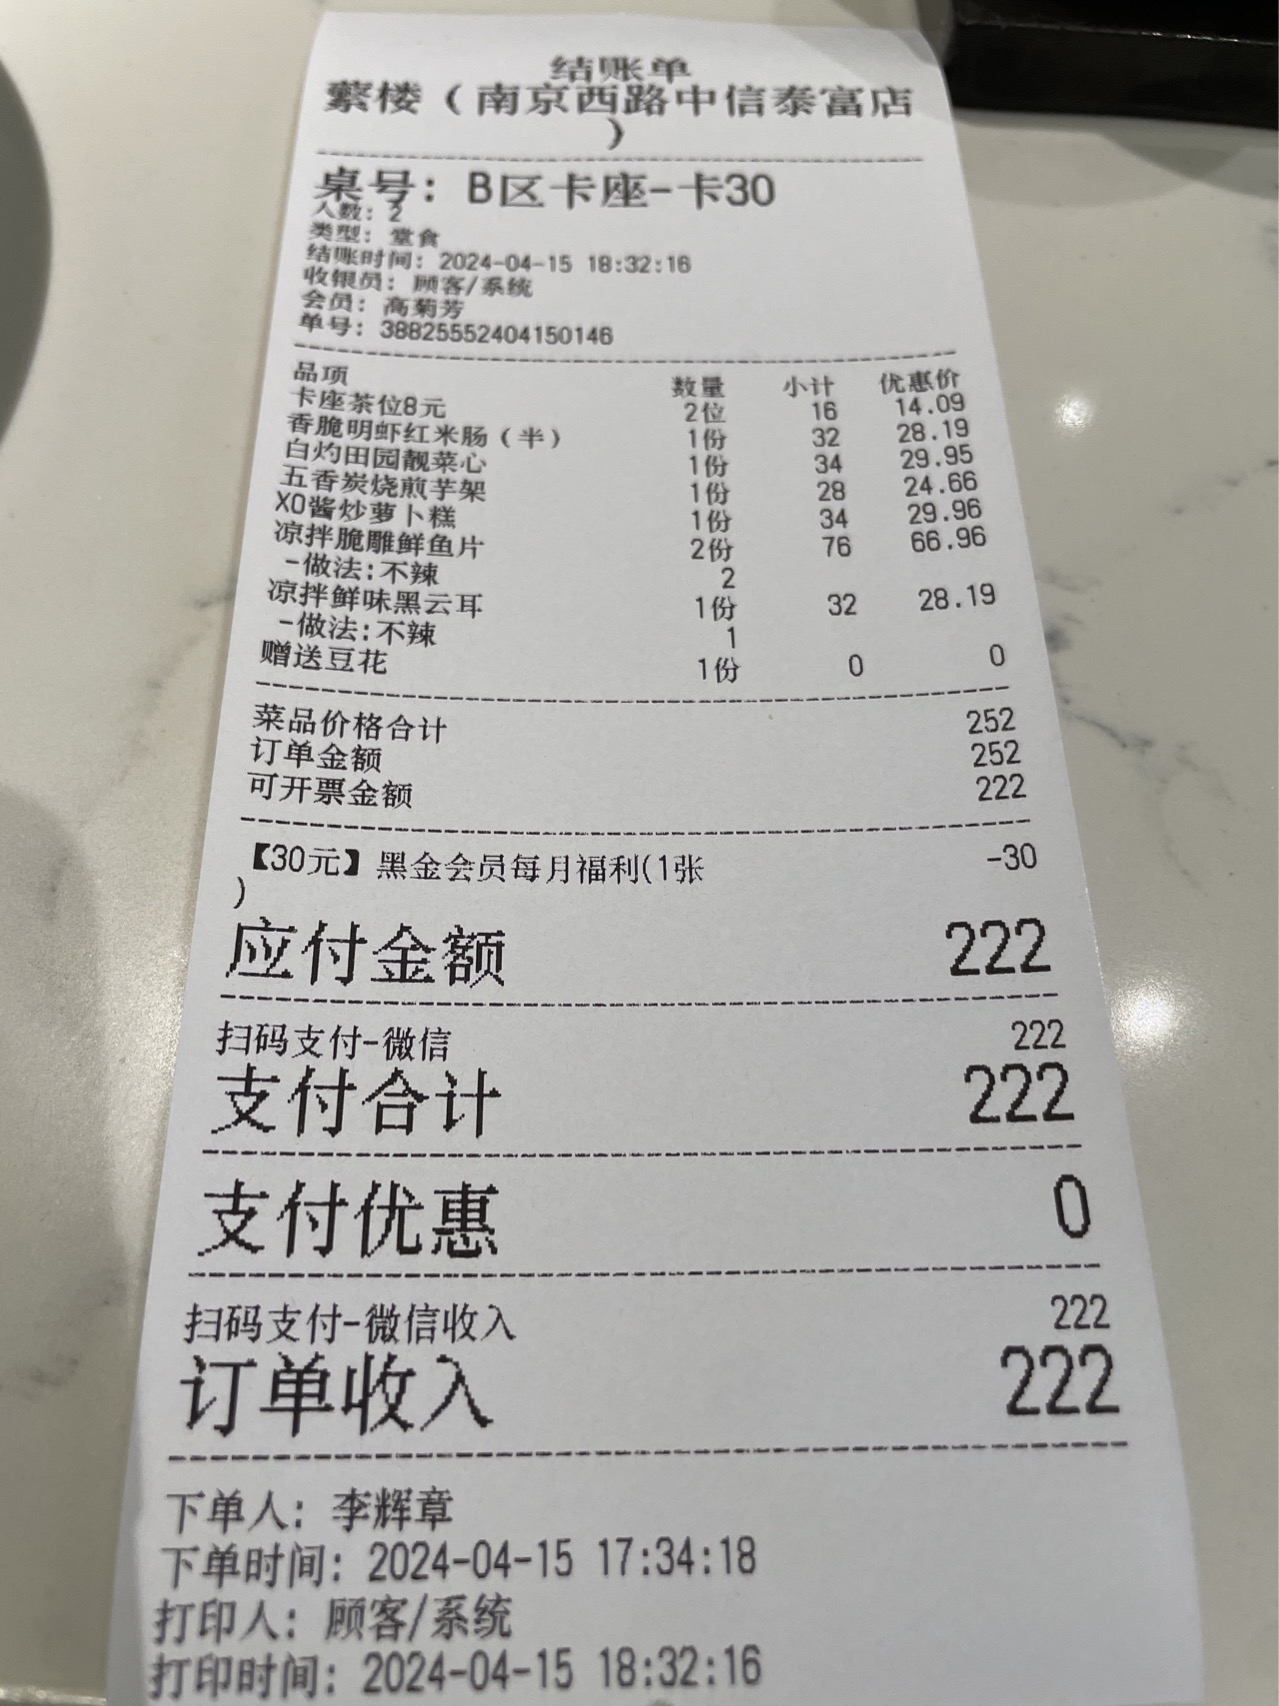 结账单
蘩楼（南京西路中信泰富店
）
桌号：B区卡座-卡30
人数：2
类型：堂食
结账时间：2024-04-15 18:32:16
收银员：顾客/系统
会员：高菊芳
单号：388255552404150146
品项 数量 小计 优惠价
卡座茶位8元 2位 16 14.09
香脆明虾红米肠（半） 1份 32 28.19
白灼田园靓菜心 1份 34 29.95
五香炭烧煎芋架 1份 28 24.66
XO酱炒萝卜糕 1份 34 29.96
凉拌脆雕鲜鱼片 2份 76 66.96
-做法:不辣 2
凉拌鲜味黑云耳 1份 32 28.19
-做法:不辣 1
赠送豆花 1份 0 0
菜品价格合计 252
订单金额 252
可开票金额 222
【30元】黑金会员每月福利(1张 -30
)
应付金额 222
扫码支付-微信 222
支付合计 222
支付优惠 0
扫码支付-微信收入 222
订单收入 222
下单人：李辉章
下单时间：2024-04-15 17:34:18
打印人：顾客/系统
打印时间：2024-04-15 18:32:16